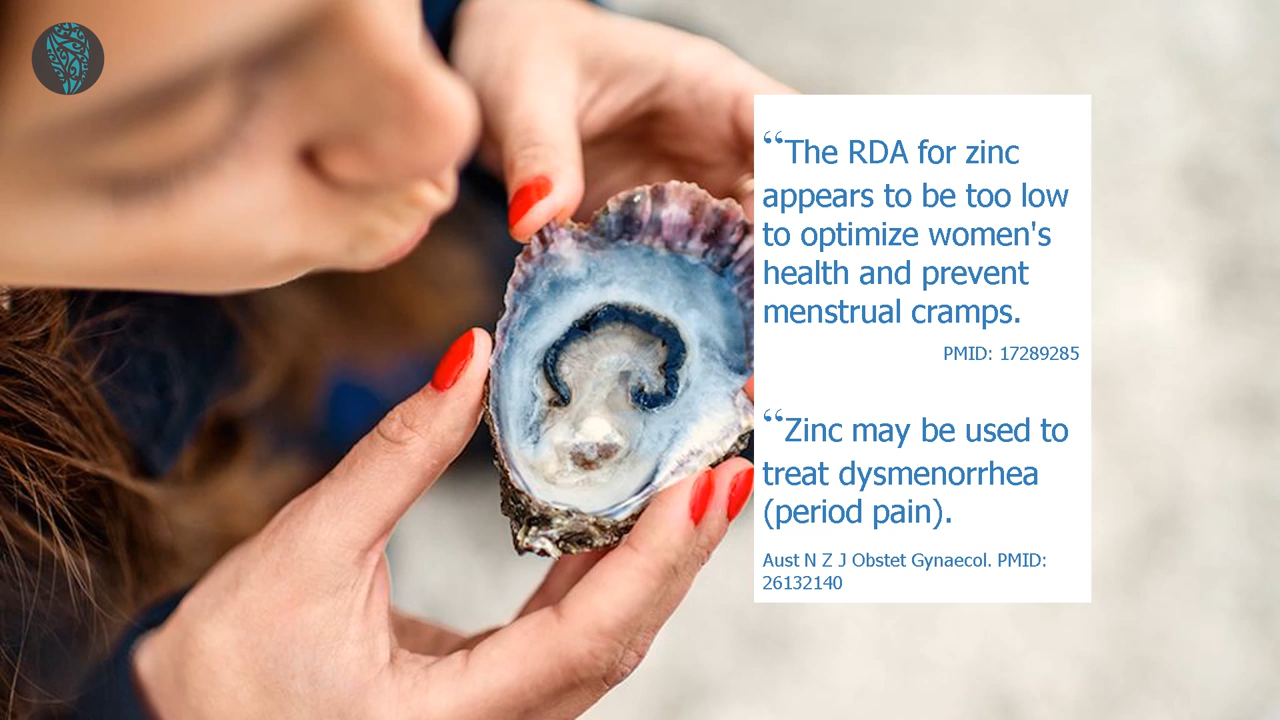 “The RDA for zinc
appears to be too low
to optimize women's
health and prevent
menstrual cramps.
PMID: 17289285
“Zinc may be used to
treat dysmenorrhea
(period pain).
Aust N Z J Obstet Gynaecol. PMID:
26132140